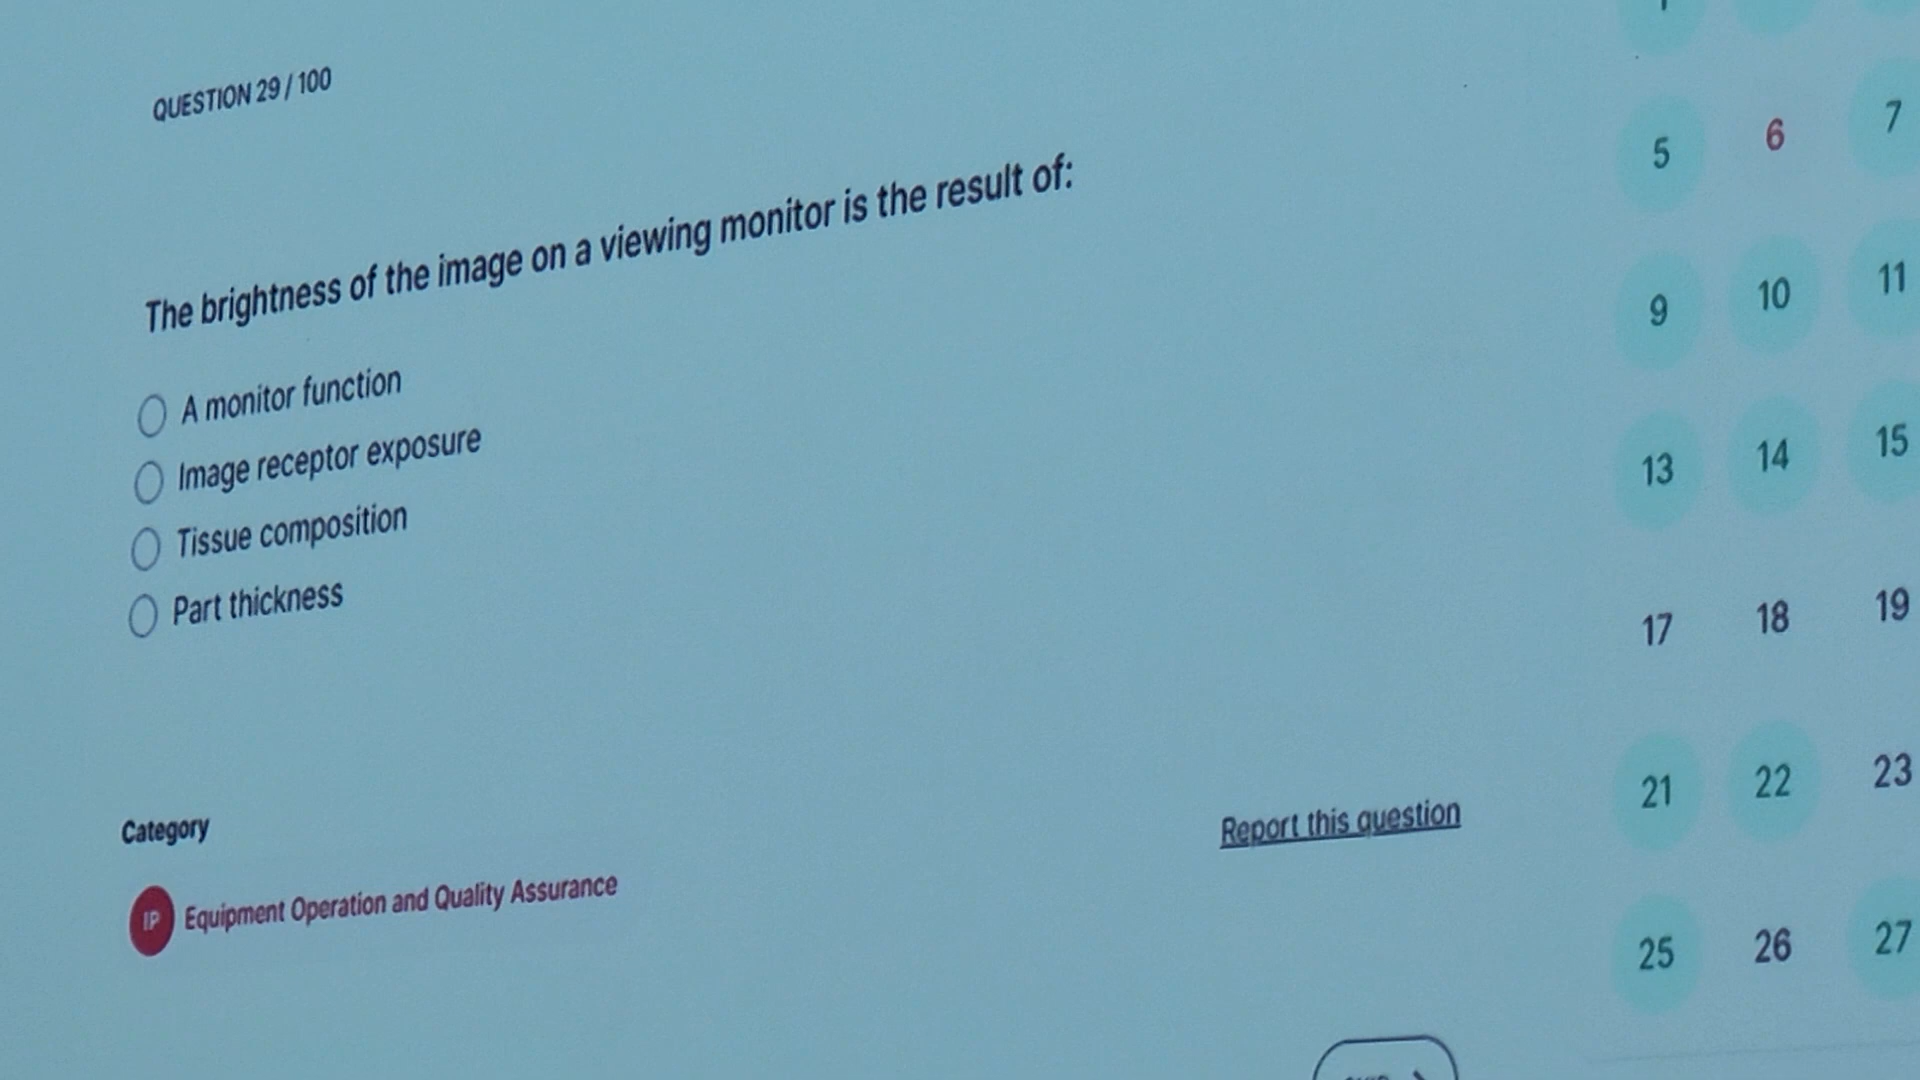 QUESTION 29 / 100
The brightness of the image on a viewing monitor is the result of:
A monitor function
Image receptor exposure
Tissue composition
Part thickness
Category
IP Equipment Operation and Quality Assurance
Report this question
5 6 7
9 10 11
13 14 15
17 18 19
21 22 23
25 26 27